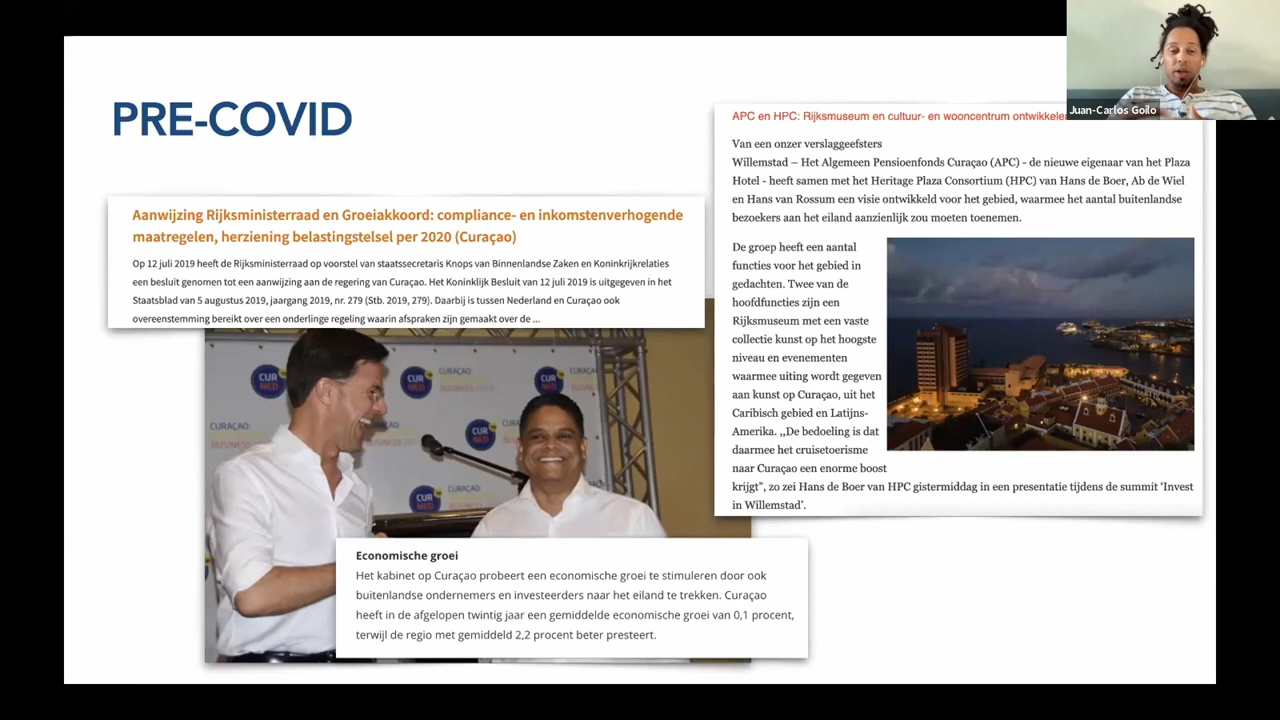 Juan-Carlos Goilo
PRE-COVID
Aanwijzing Rijksministerraad en Groeiakkoord: compliance- en inkomstenverhogende
maatregelen, herziening belastingstelsel per 2020 (Curaçao)
Op 12 juli 2019 heeft de Rijksministerraad op voorstel van staatssecretaris Knops van Binnenlandse Zaken en Koninkrijkrelaties
een besluit genomen tot een aanwijzing aan de regering van Curaçao. Het Koninklijk Besluit van 12 juli 2019 is uitgegeven in het
Staatsblad van 5 augustus 2019, jaargang 2019, nr. 279 (Stb. 2019, 279). Daarbij is tussen Nederland en Curaçao ook
overeenstemming bereikt over een onderlinge regeling waarin afspraken zijn gemaakt over de ...
CUR
NED
CURAÇAO
CUR
NED
CURAÇAO
BUSINESS
CUR
NED
CURAÇAO
CURAÇAO:
BUSINESS
CUR
NED
CUR
NED
CURAÇAO
Economische groei
Het kabinet op Curaçao probeert een economische groei te stimuleren door ook
buitenlandse ondernemers en investeerders naar het eiland te trekken. Curaçao
heeft in de afgelopen twintig jaar een gemiddelde economische groei van 0,1 procent,
terwijl de regio met gemiddeld 2,2 procent beter presteert.
APC en HPC: Rijksmuseum en cultuur- en wooncentrum
Van een onzer verslaggeefsters
Willemstad – Het Algemeen Pensioenfonds Curaçao (APC) - de nieuwe eigenaar van het Plaza
Hotel - heeft samen met het Heritage Plaza Consortium (HPC) van Hans de Boer, Ab de Wiel
en Hans van Rossum een visie ontwikkeld voor het gebied, waarmee het aantal buitenlandse
bezoekers aan het eiland aanzienlijk zou moeten toenemen.
De groep heeft een aantal
functies voor het gebied in
gedachten. Twee van de
hoofdfuncties zijn een
Rijksmuseum met een vaste
collectie kunst op het hoogste
niveau en evenementen
waarmee uiting wordt gegeven
aan kunst op Curaçao, uit het
Caribisch gebied en Latijns-
Amerika. „De bedoeling is dat
daarmee het cruisetoerisme
naar Curaçao een enorme boost
krijgt", zo zei Hans de Boer van HPC gistermiddag in een presentatie tijdens de summit 'Invest
in Willemstad'.